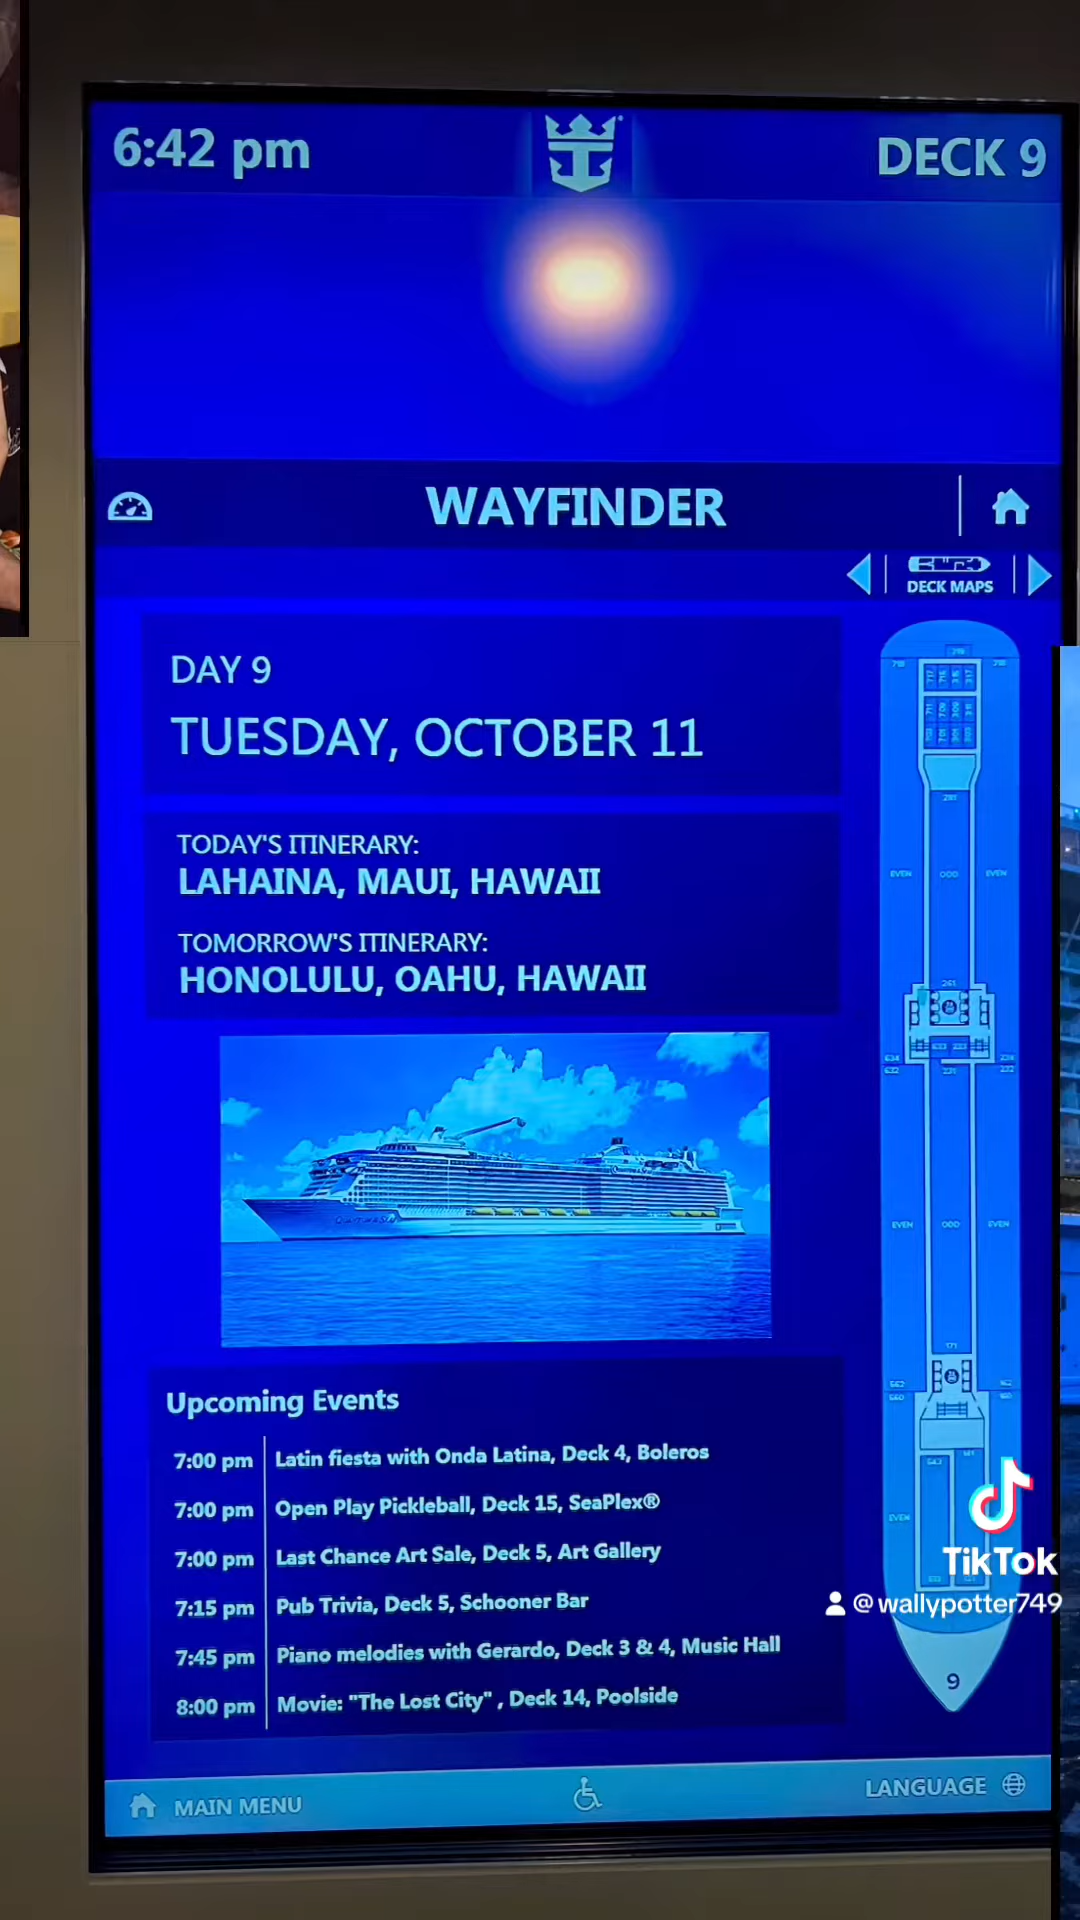 6:42 pm
DECK 9
WAYFINDER
DECK MAPS
DAY 9
TUESDAY, OCTOBER 11
TODAY'S ITINERARY:
LAHAINA, MAUI, HAWAII
TOMORROW'S ITINERARY:
HONOLULU, OAHU, HAWAII
Upcoming Events
7:00 pm Latin fiesta with Onda Latina, Deck 4, Boleros
7:00 pm Open Play Pickleball, Deck 15, SeaPlex®
7:00 pm Last Chance Art Sale, Deck 5, Art Gallery
7:15 pm Pub Trivia, Deck 5, Schooner Bar
7:45 pm Piano melodies with Gerardo, Deck 3 & 4, Music Hall
8:00 pm Movie: "The Lost City" , Deck 14, Poolside
EVEN ODD EVEN
261
231
EVEN ODD EVEN
171
EVEN
9
TikTok
@wallypotter749
MAIN MENU
LANGUAGE